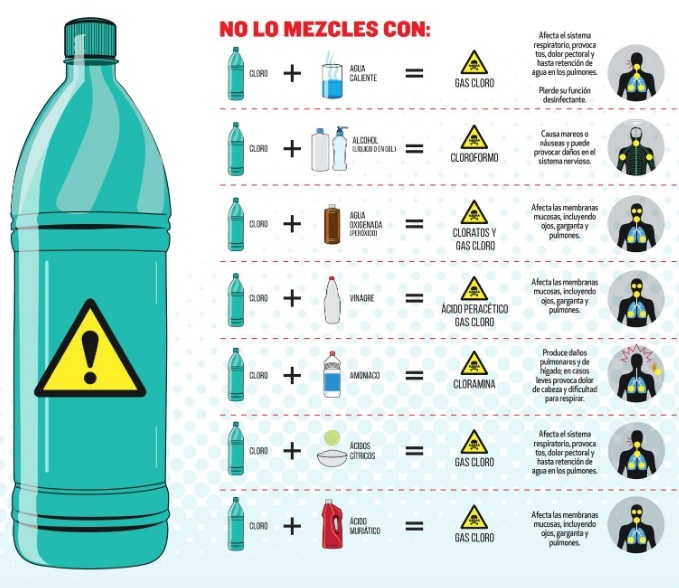 NO LO MEZCLES CON:
CLORO
AGUA
CALIENTE
GAS CLORO
Afecta el sistema
respiratorio, provoca
tos, dolor pectoral y
hasta retención de
agua en los pulmones.
Pierde su función
desinfectante.
CLORO
ALCOHOL
(LÍQUIDO O EN GEL)
CLOROFORMO
Causa mareos o
náuseas y puede
provocar daños en el
sistema nervioso.
CLORO
AGUA
OXIGENADA
(PERÓXIDO)
CLORATOS Y
GAS CLORO
Afecta las membranas
mucosas, incluyendo
ojos, garganta y
pulmones.
CLORO
VINAGRE
ÁCIDO PERACÉTICO
GAS CLORO
Afecta las membranas
mucosas, incluyendo
ojos, garganta y
pulmones.
CLORO
AMONIACO
CLORAMINA
Produce daños
pulmonares y de
hígado; en casos
leves provoca dolor
de cabeza y dificultad
para respirar.
CLORO
ÁCIDOS
CÍTRICOS
GAS CLORO
Afecta el sistema
respiratorio, provoca
tos, dolor pectoral y
hasta retención de
agua en los pulmones.
CLORO
ÁCIDO
MURIÁTICO
GAS CLORO
Afecta las membranas
mucosas, incluyendo
ojos, garganta y
pulmones.